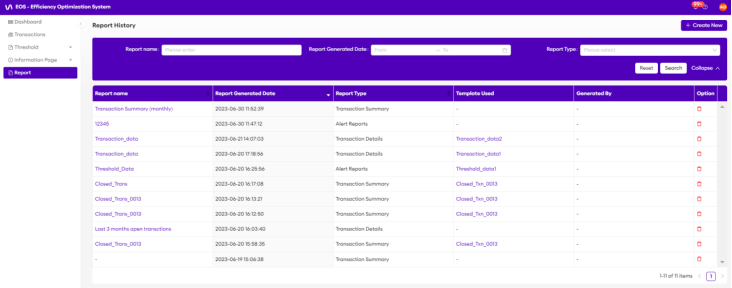 EOS - Efficiency Optimization System
99+
Dashboard
Transactions
Threshold
Information Page
Report
Report History
+ Create New
Report name:
Please enter
Report Generated Date:
From
~ To
Report Type:
Please select
Reset
Search
Collapse
Report name Report Generated Date Report Type Template Used Generated By Option
Transaction Summary (monthly) 2023-06-30 11:52:39 Transaction Summary - -
12345 2023-06-30 11:47:12 Alert Reports - -
Transaction_data 2023-06-21 14:07:03 Transaction Details Transaction_data2 -
Transaction_data 2023-06-20 17:18:56 Transaction Details Transaction_data1 -
Threshold_Data 2023-06-20 16:25:56 Alert Reports Threshold_data1 -
Closed_Trans 2023-06-20 16:17:08 Transaction Summary Closed_Txn_0013 -
Closed_Trans_0013 2023-06-20 16:13:21 Transaction Summary Closed_Txn_0013 -
Closed_Trans_0013 2023-06-20 16:12:50 Transaction Summary Closed_Txn_0013 -
Last 3 months open transctions 2023-06-20 16:03:40 Transaction Details - -
Closed_Trans_0013 2023-06-20 15:58:35 Transaction Summary Closed_Txn_0013 -
- 2023-06-19 15:06:38 Transaction Summary - -
1-11 of 11 items
1